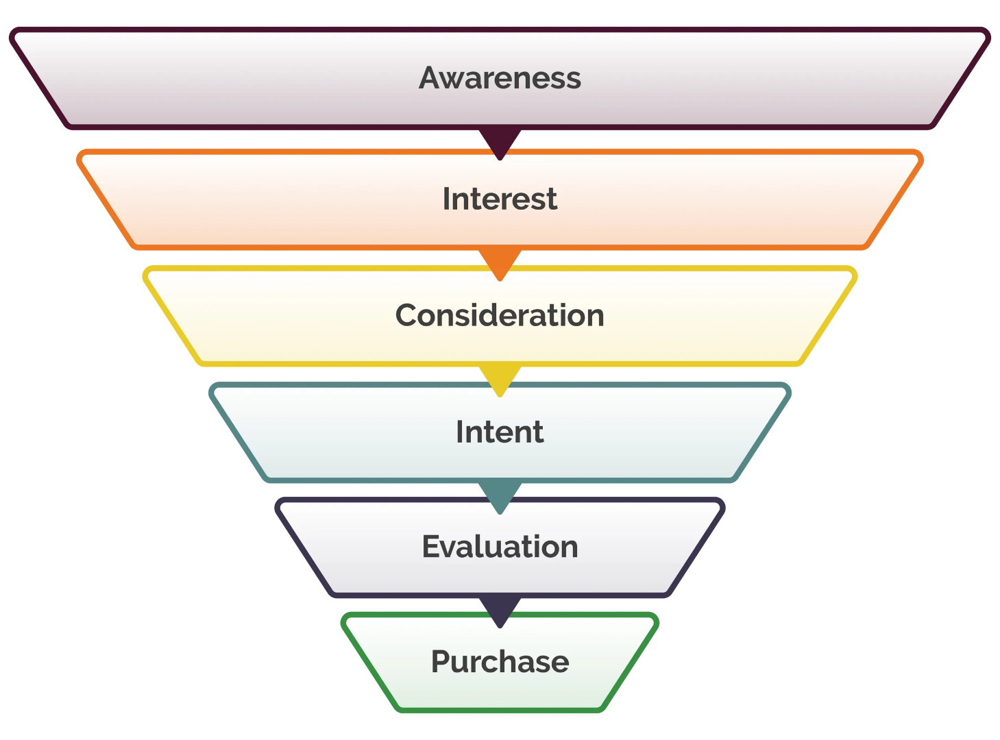 Awareness
Interest
Consideration
Intent
Evaluation
Purchase